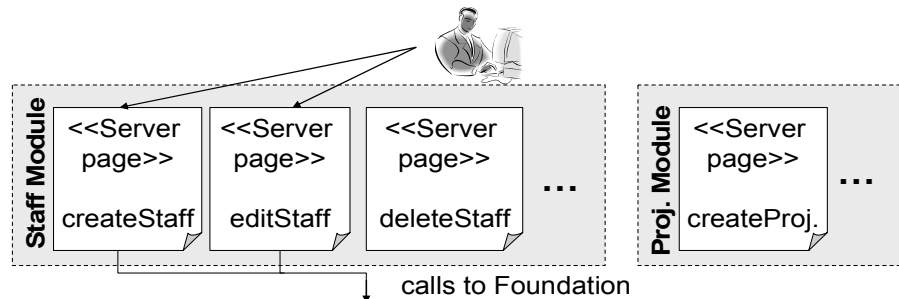 Staff Module
<<Server
page>>
createStaff
<<Server
page>>
editStaff
<<Server
page>>
deleteStaff
...
Proj. Module
<<Server
page>>
createProj.
...
calls to Foundation